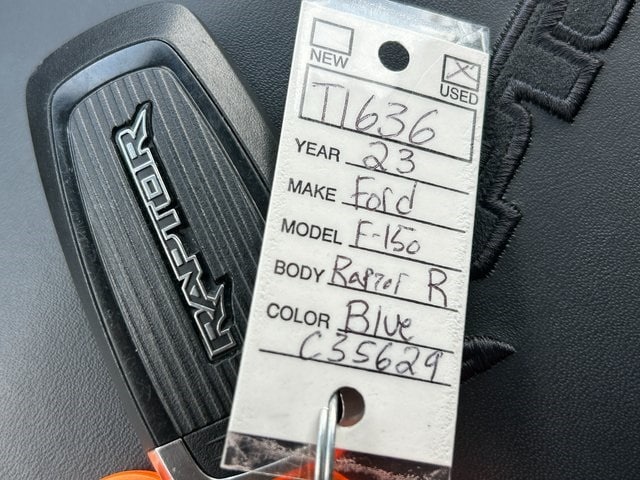 RAPTOR
NEW
USED
T1636
YEAR 23
MAKE Ford
MODEL F-150
BODY Raptor R
COLOR Blue
C35629